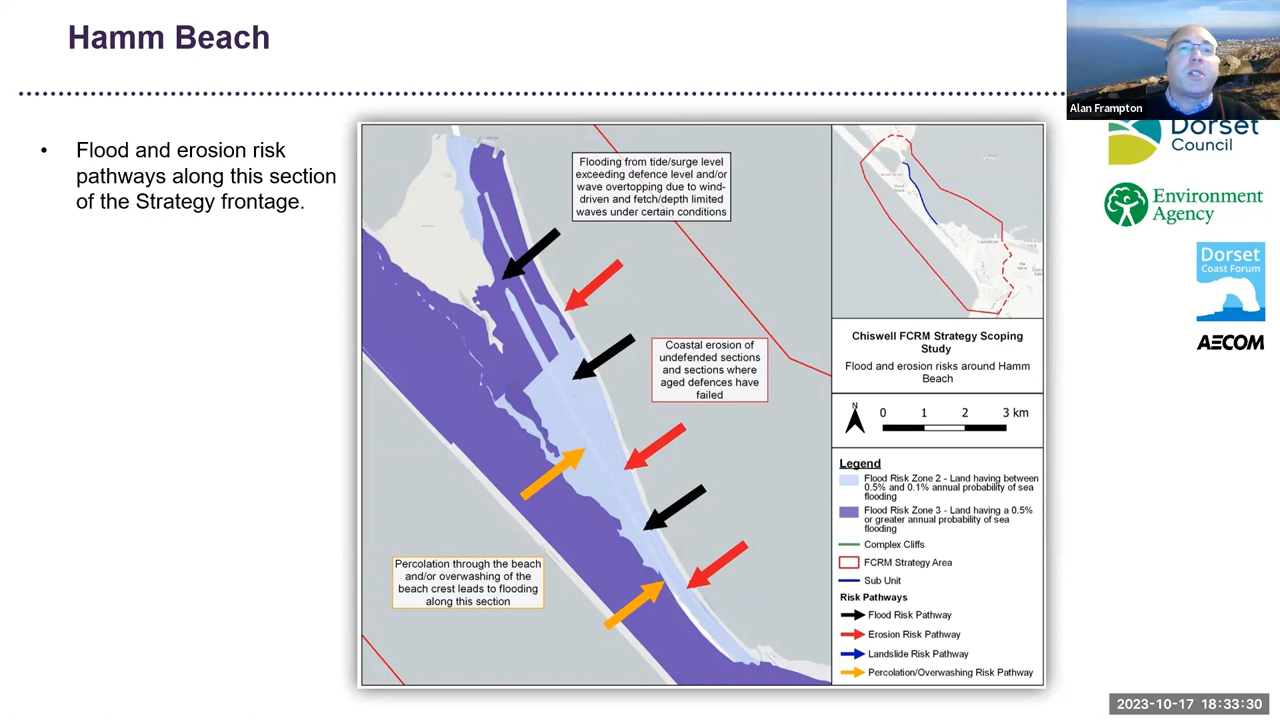 Hamm Beach
Alan Frampton
Dorset
Council
Environment
Agency
Dorset
Coast Forum
AECOM
• Flood and erosion risk
pathways along this section
of the Strategy frontage.
Flooding from tide/surge level
exceeding defence level and/or
wave overtopping due to wind-
driven and fetch/depth limited
waves under certain conditions
Coastal erosion of
undefended sections
and sections where
aged defences have
failed
Percolation through the beach
and/or overwashing of the
beach crest leads to flooding
along this section
Chiswell FCRM Strategy Scoping
Study
Flood and erosion risks around Hamm
Beach
N
0 1 2 3 km
Legend
Flood Risk Zone 2 - Land having between
0.5% and 0.1% annual probability of sea
flooding
Flood Risk Zone 3 - Land having a 0.5%
or greater annual probability of sea
flooding
Complex Cliffs
FCRM Strategy Area
Sub Unit
Risk Pathways
Flood Risk Pathway
Erosion Risk Pathway
Landslide Risk Pathway
Percolation/Overwashing Risk Pathway
2023-10-17 18:33:30